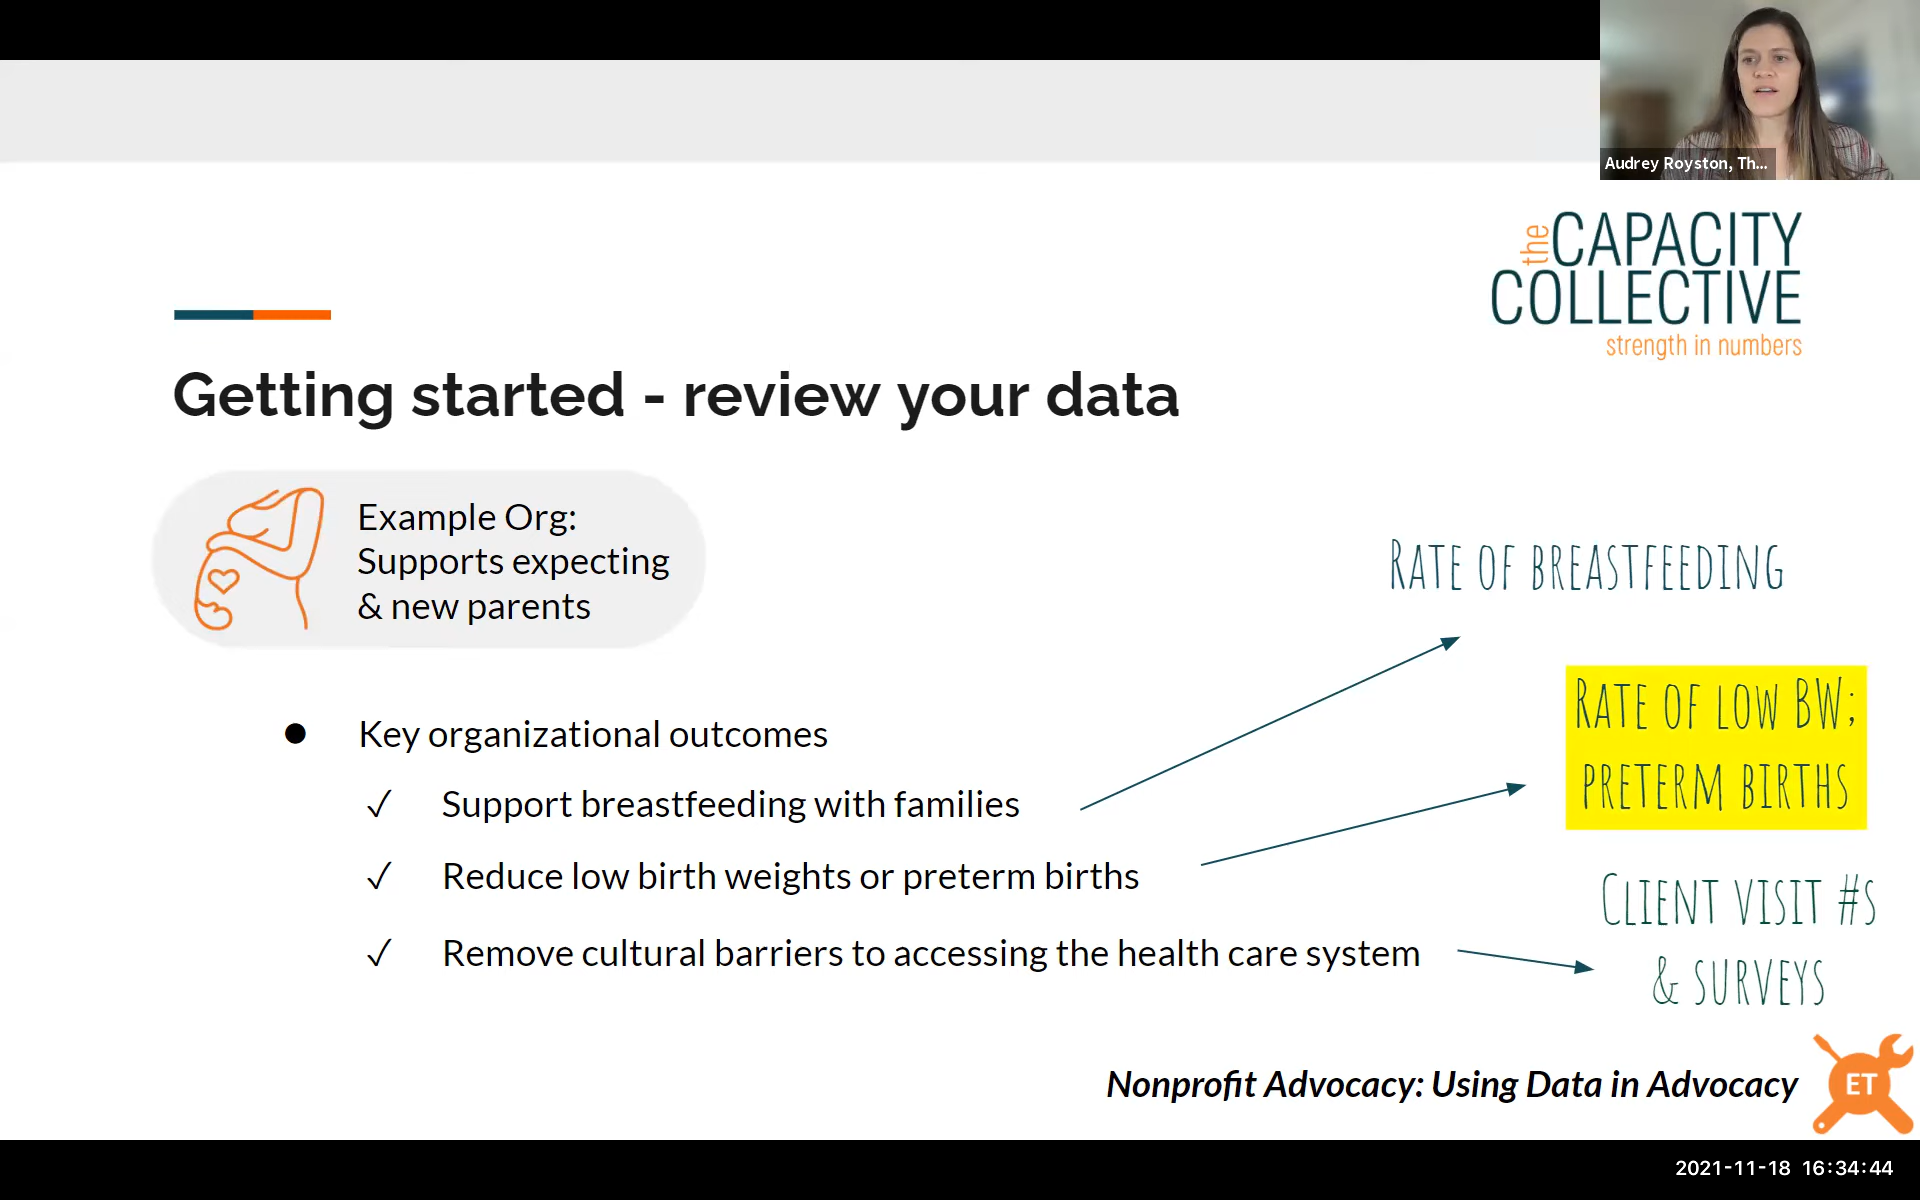 Audrey Royston, Th...
the CAPACITY
COLLECTIVE
strength in numbers
Getting started - review your data
Example Org:
Supports expecting
& new parents
RATE OF BREASTFEEDING
RATE OF LOW BW;
PRETERM BIRTHS
● Key organizational outcomes
✓ Support breastfeeding with families
✓ Reduce low birth weights or preterm births
✓ Remove cultural barriers to accessing the health care system
CLIENT VISIT #S
& SURVEYS
Nonprofit Advocacy: Using Data in Advocacy
ET
2021-11-18 16:34:44